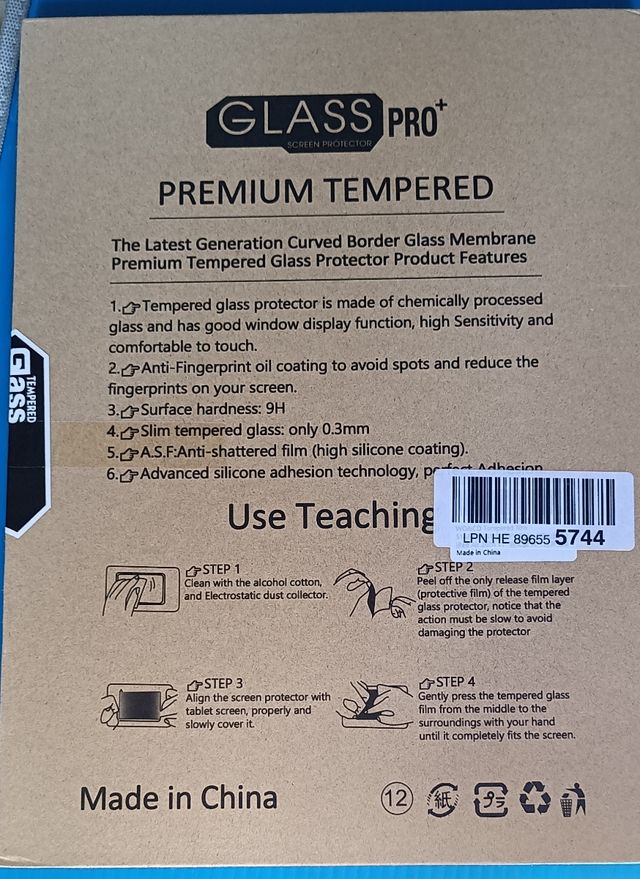 GLASS PRO+
SCREEN PROTECTOR
PREMIUM TEMPERED
The Latest Generation Curved Border Glass Membrane
Premium Tempered Glass Protector Product Features
1.Tempered glass protector is made of chemically processed
glass and has good window display function, high Sensitivity and
comfortable to touch.
2.Anti-Fingerprint oil coating to avoid spots and reduce the
fingerprints on your screen.
3.Surface hardness: 9H
4.Slim tempered glass: only 0.3mm
5.A.S.F:Anti-shattered film (high silicone coating).
6.Advanced silicone adhesion technology, perfect Adhesion
TEMPERED
Glass
Use Teaching
LPN HE 89655 5744
Made in China
STEP 1
Clean with the alcohol cotton,
and Electrostatic dust collector.
STEP 2
Peel off the only release film layer
(protective film) of the tempered
glass protector, notice that the
action must be slow to avoid
damaging the protector
STEP 3
Align the screen protector with
tablet screen, properly and
slowly cover it.
STEP 4
Gently press the tempered glass
film from the middle to the
surroundings with your hand
until it completely fits the screen.
Made in China
12 紙 プラ